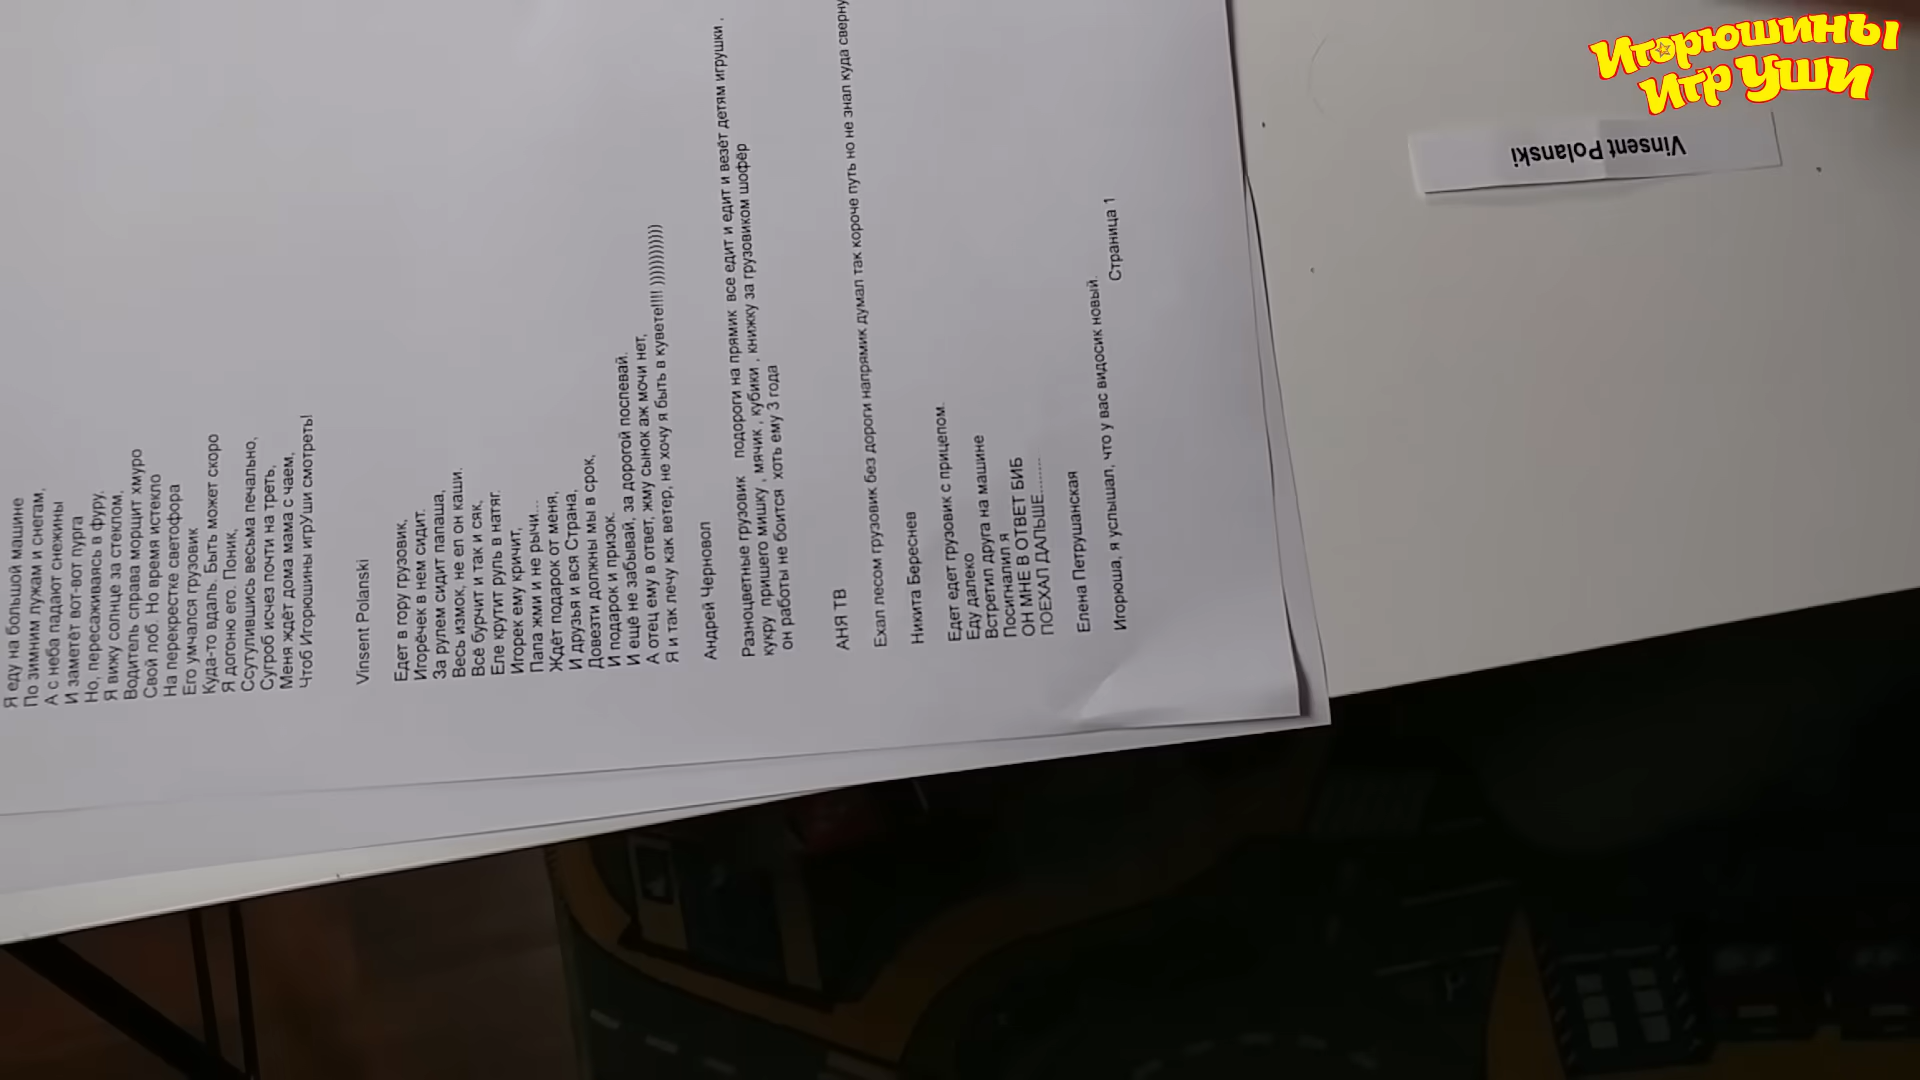 Игорюшины
ИгрУши
Vinsent Polanski
Я еду на большой машине
По зимним лужам и снегам,
А с неба падают снежины
И заметёт вот-вот пурга
Но, пересаживаясь в фуру,
Я вижу солнце за стеклом.
Водитель справа морщит хмуро
Свой лоб. Но время истекло
На перекрестке светофора
Его умчался грузовик
Куда-то вдаль. Быть может скоро
Я догоню его. Поник,
Ссутулившись весьма печально,
Сугроб исчез почти на треть,
Меня ждёт дома мама с чаем,
Чтоб Игорюшины игрУши смотреть!
Vinsent Polanski
Едет в гору грузовик,
Игорёчек в нем сидит.
За рулем сидит папаша,
Весь измок, не ел он каши.
Всё бурчит и так и сяк,
Еле крутит руль в натяг.
Игорек ему кричит,
Папа жми и не рычи...
Ждёт подарок от меня,
И друзья и вся Страна,
Довезти должны мы в срок,
И подарок и призок.
И ещё не забывай, за дорогой поспевай.
А отец ему в ответ, жму сынок аж мочи нет,
Я и так лечу как ветер, не хочу я быть в кувете!!!! ))))))))))))
Андрей Черновол
Разноцветные грузовик подороги на прямик все едит и едит и везёт детям игрушки .
кукру пришего мишку , мячик , кубики , книжку за грузовиком шофёр
он работы не боится хоть ему 3 года
АНЯ ТВ
Ехал лесом грузовик без дороги напрямик думал так короче путь но не знал куда сверну
Никита Береснев
Едет едет грузовик с прицепом.
Еду далеко
Встретил друга на машине
Посигналил я
ОН МНЕ В ОТВЕТ БИБ
ПОЕХАЛ ДАЛЬШЕ.........
Елена Петрушанская
Игорюша, я услышал, что у вас видосик новый.
Страница 1